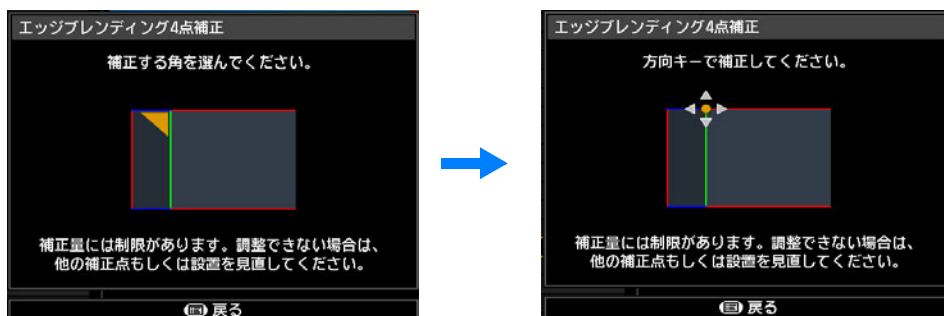 エッジブレンディング4点補正
補正する角を選んでください。
補正量には制限があります。調整できない場合は、
他の補正点もしくは設置を見直してください。
戻る
エッジブレンディング4点補正
方向キーで補正してください。
補正量には制限があります。調整できない場合は、
他の補正点もしくは設置を見直してください。
戻る